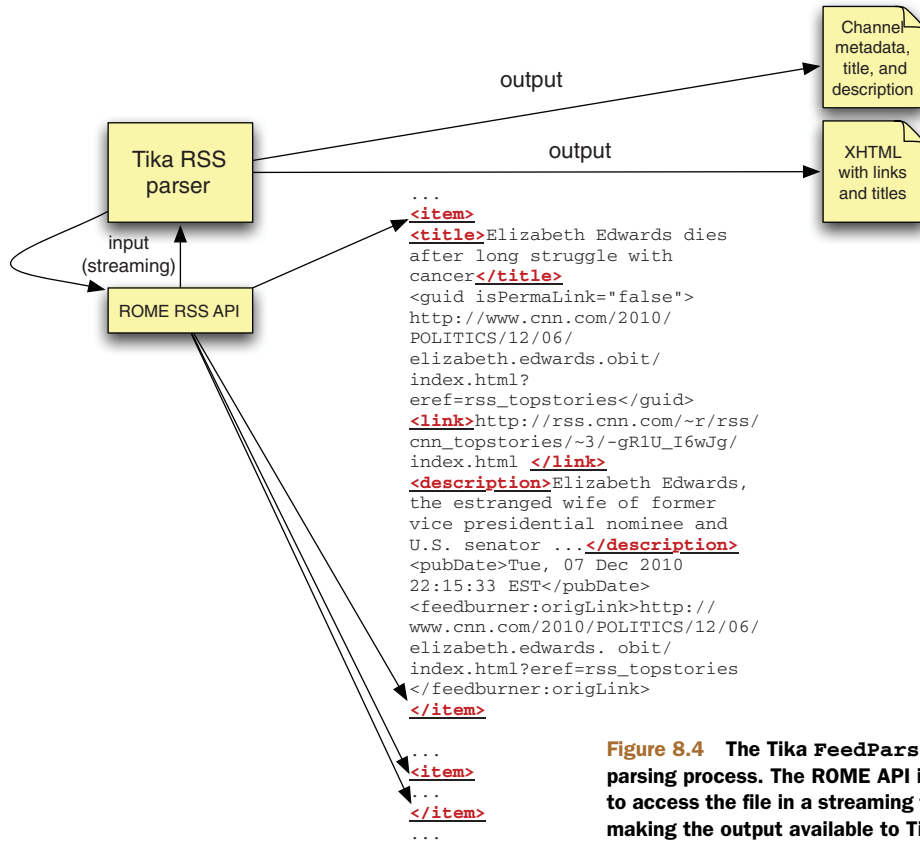 Channel
metadata,
title, and
description
output
Tika RSS
parser
output
XHTML
with links
and titles
input
(streaming)
ROME RSS API
...
<item>
<title>Elizabeth Edwards dies
after long struggle with
cancer</title>
<guid isPermaLink="false">
http://www.cnn.com/2010/
POLITICS/12/06/
elizabeth.edwards.obit/
index.html?
eref=rss_topstories</guid>
<link>http://rss.cnn.com/~r/rss/
cnn_topstories/~3/-gR1U_I6wJg/
index.html </link>
<description>Elizabeth Edwards,
the estranged wife of former
vice presidential nominee and
U.S. senator ...</description>
<pubDate>Tue, 07 Dec 2010
22:15:33 EST</pubDate>
<feedburner:origLink>http://
www.cnn.com/2010/POLITICS/12/06/
elizabeth.edwards. obit/
index.html?eref=rss_topstories
</feedburner:origLink>
</item>
...
<item>
...
</item>
...
Figure 8.4 The Tika FeedPars
parsing process. The ROME API i
to access the file in a streaming
making the output available to Ti